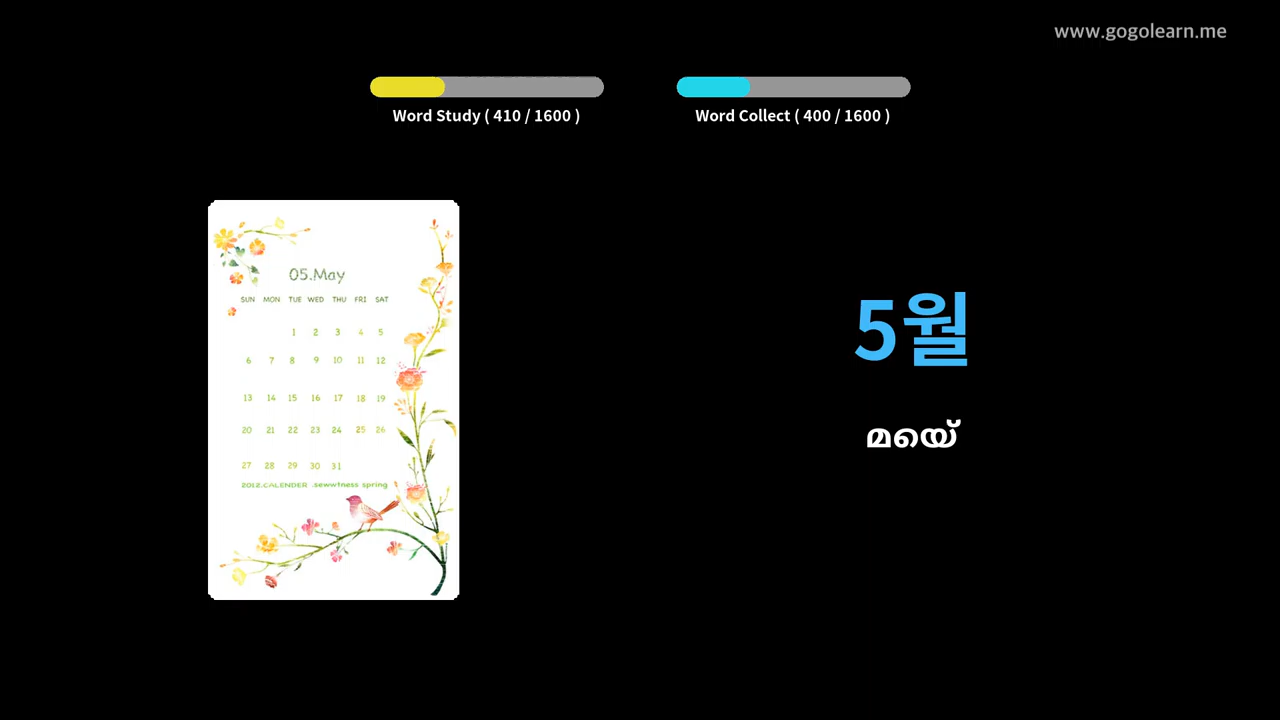 www.gogolearn.me
Word Study ( 410 / 1600 )
Word Collect ( 400 / 1600 )
05.May
SUN MON TUE WED THU FRI SAT
1 2 3 4 5
6 7 8 9 10 11 12
13 14 15 16 17 18 19
20 21 22 23 24 25 26
27 28 29 30 31
2012.CALENDER .sewwtness spring
5월
മയെ്